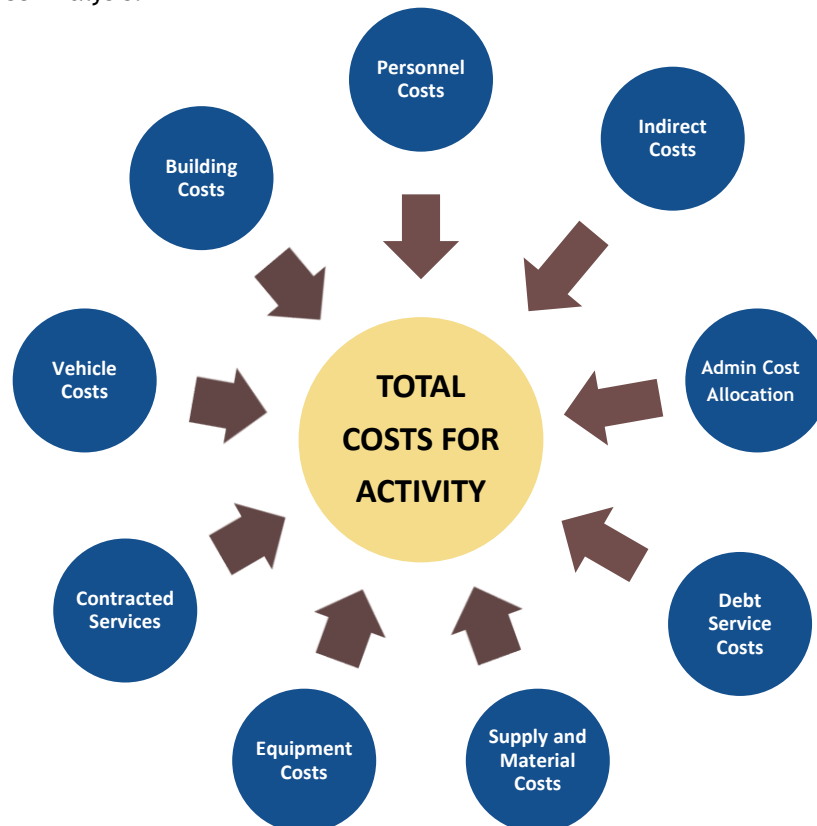 Personnel
Costs
Indirect
Costs
Building
Costs
Vehicle
Costs
TOTAL
COSTS FOR
ACTIVITY
Admin Cost
Allocation
Contracted
Services
Debt
Service
Costs
Equipment
Costs
Supply and
Material
Costs